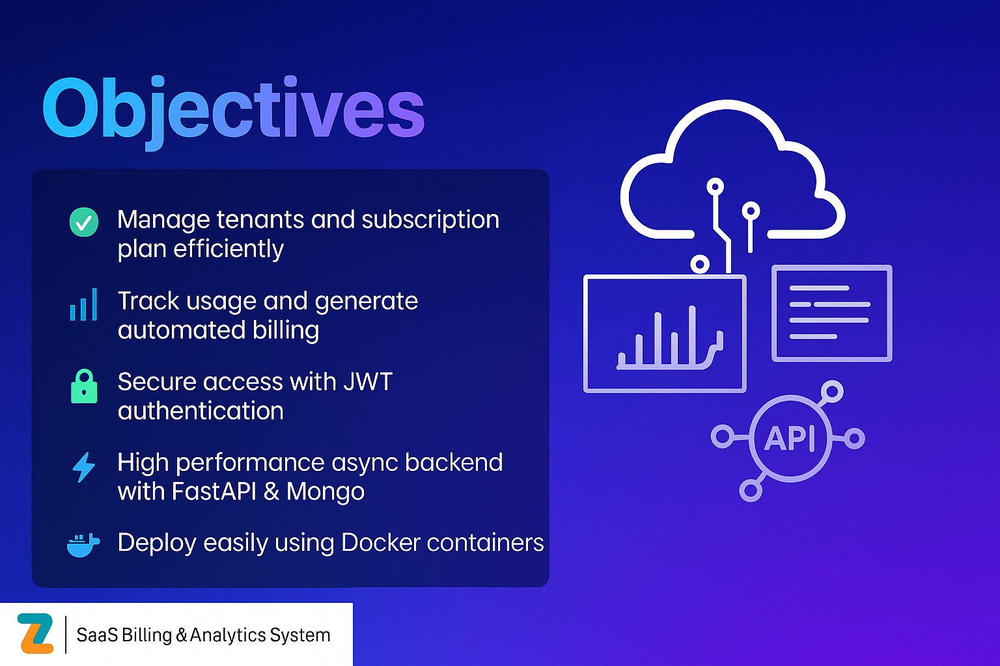 Objectives
Manage tenants and subscription
plan efficiently
Track usage and generate
automated billing
Secure access with JWT
authentication
High performance async backend
with FastAPI & Mongo
Deploy easily using Docker containers
API
SaaS Billing & Analytics System